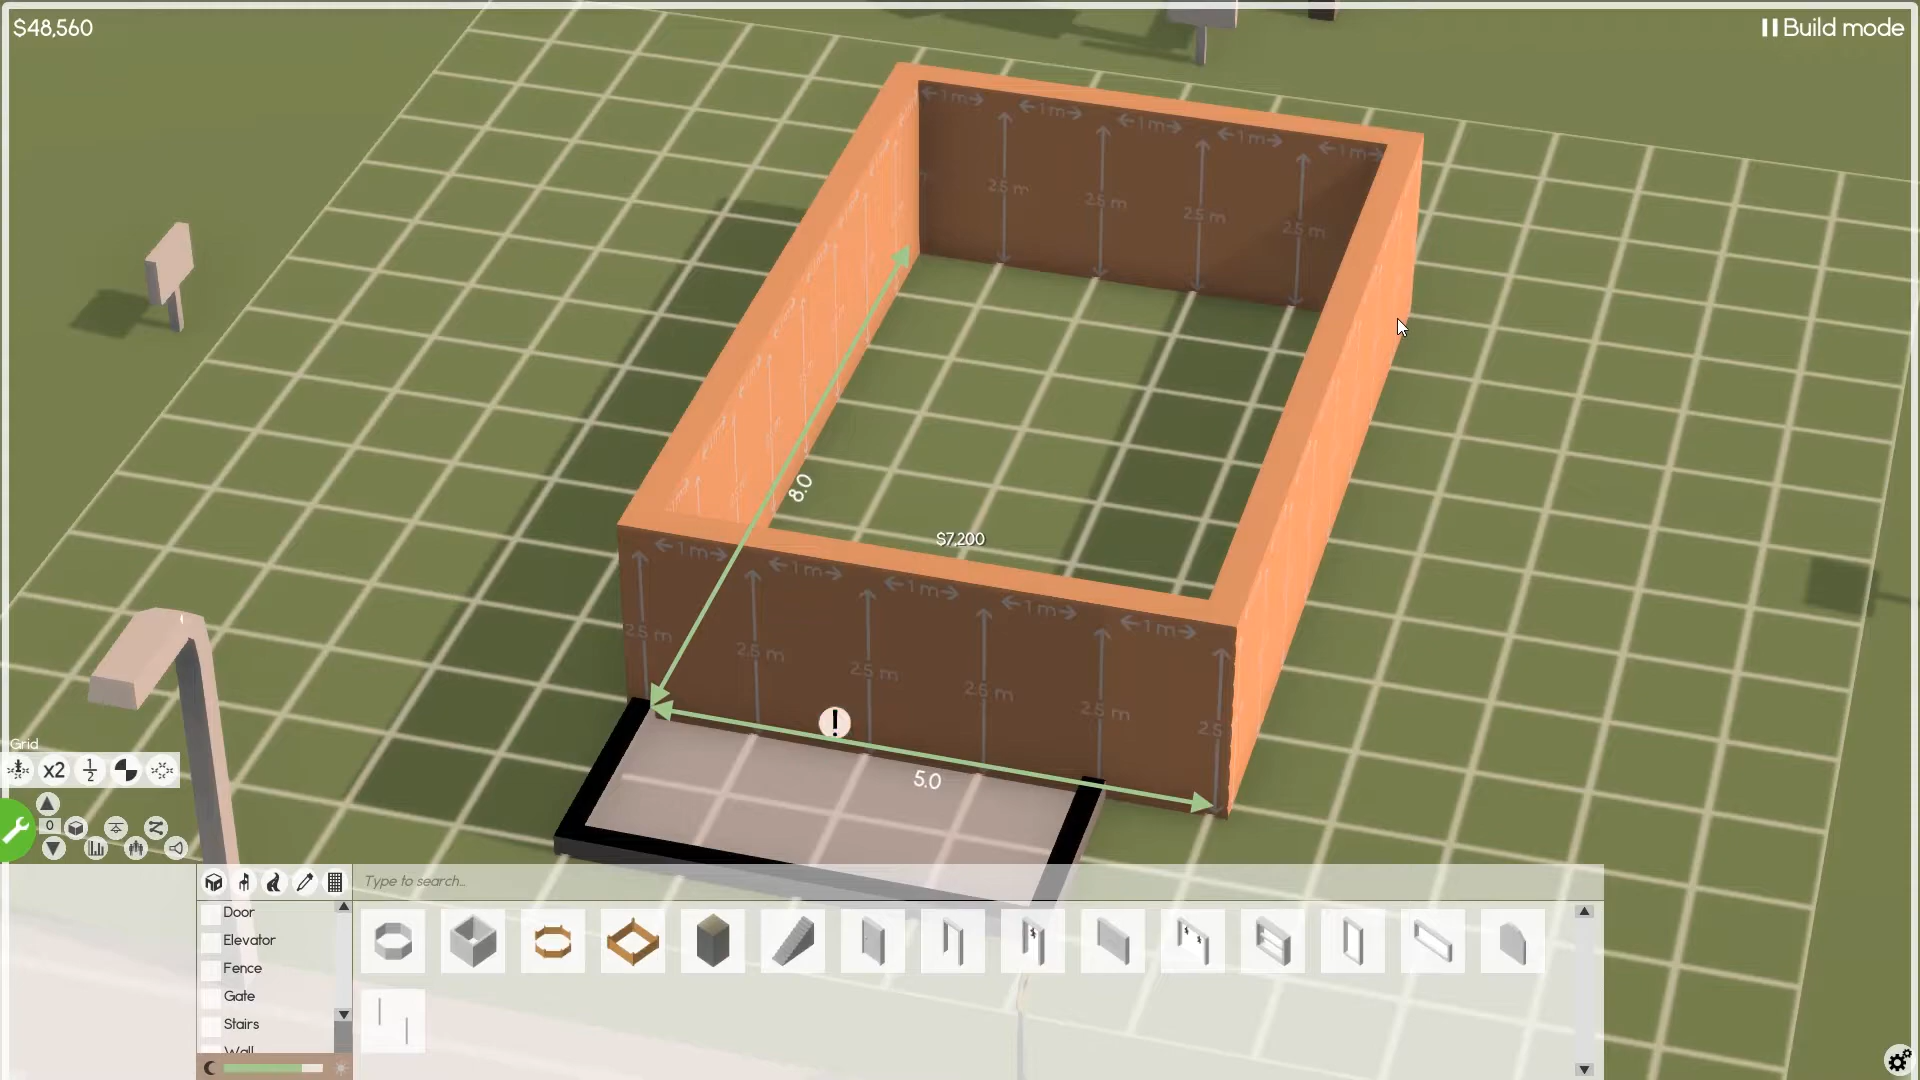 $48,560
Build mode
←1m→ ←1m→ ←1m→ ←1m→ ←1m→
2.5 m 2.5 m 2.5 m 2.5 m
8.0
$7,200
←1m→ ←1m→ ←1m→ ←1m→ ←1m→
2.5 m 2.5 m 2.5 m 2.5 m 2.5 m 2.5
!
5.0
Grid
x2 1/2
0
Type to search...
Door
Elevator
Fence
Gate
Stairs
Wall